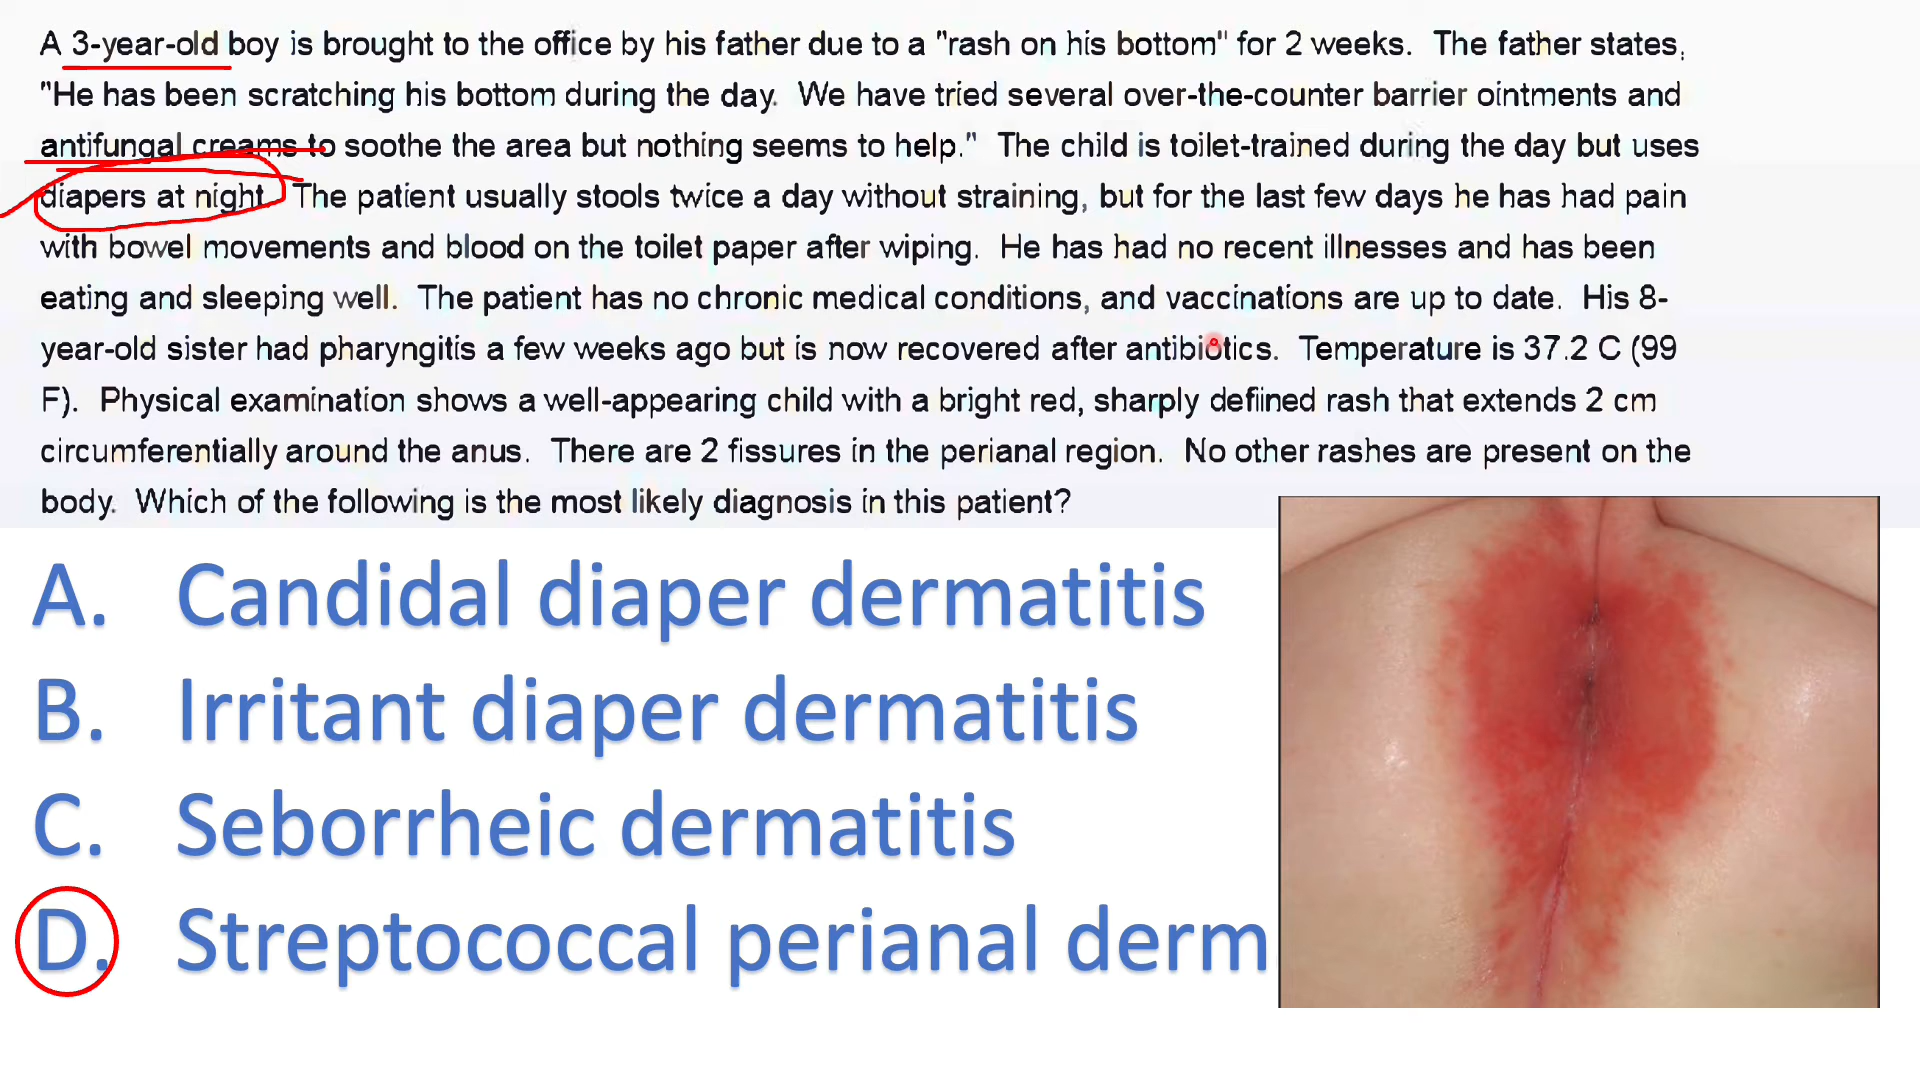 A 3-year-old boy is brought to the office by his father due to a "rash on his bottom" for 2 weeks. The father states,
"He has been scratching his bottom during the day. We have tried several over-the-counter barrier ointments and
antifungal creams to soothe the area but nothing seems to help." The child is toilet-trained during the day but uses
diapers at night. The patient usually stools twice a day without straining, but for the last few days he has had pain
with bowel movements and blood on the toilet paper after wiping. He has had no recent illnesses and has been
eating and sleeping well. The patient has no chronic medical conditions, and vaccinations are up to date. His 8-
year-old sister had pharyngitis a few weeks ago but is now recovered after antibiotics. Temperature is 37.2 C (99
F). Physical examination shows a well-appearing child with a bright red, sharply defiined rash that extends 2 cm
circumferentially around the anus. There are 2 fissures in the perianal region. No other rashes are present on the
body. Which of the following is the most likely diagnosis in this patient?
A. Candidal diaper dermatitis
B. Irritant diaper dermatitis
C. Seborrheic dermatitis
D. Streptococcal perianal derm